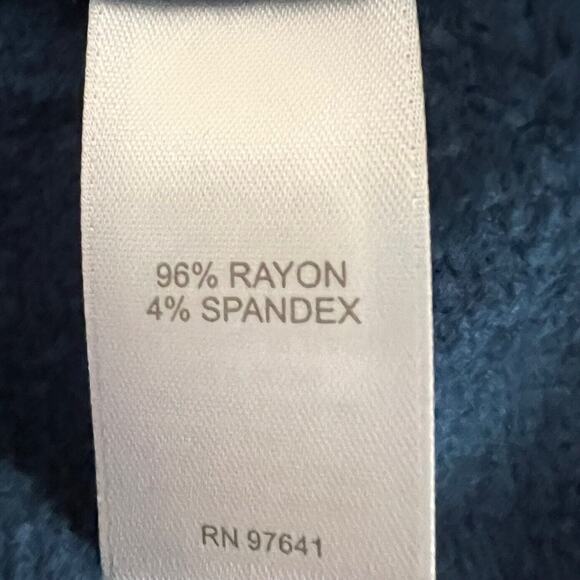 96% RAYON
4% SPANDEX
RN 97641